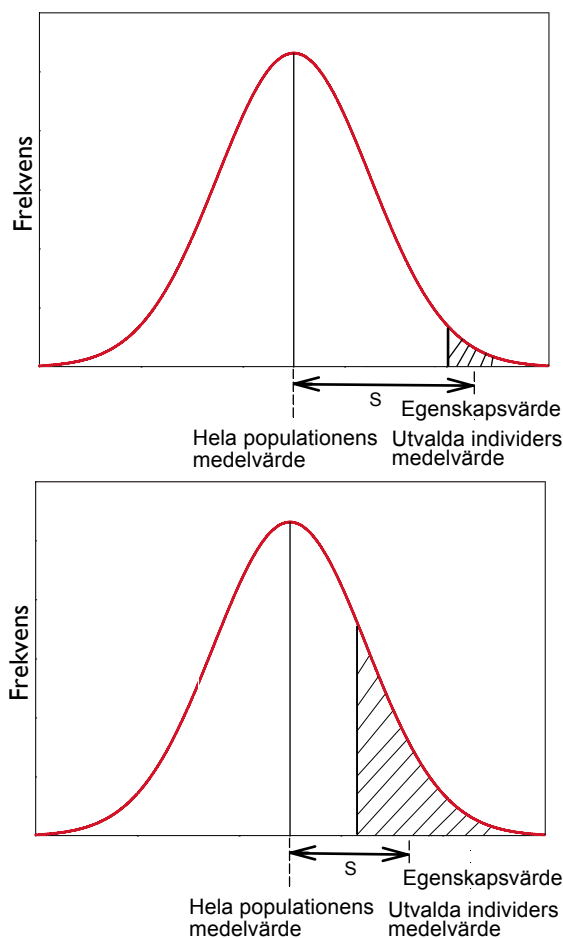 Frekvens
S
Egenskapsvärde
Hela populationens
medelvärde
Utvalda individers
medelvärde
Frekvens
S
Egenskapsvärde
Hela populationens
medelvärde
Utvalda individers
medelvärde